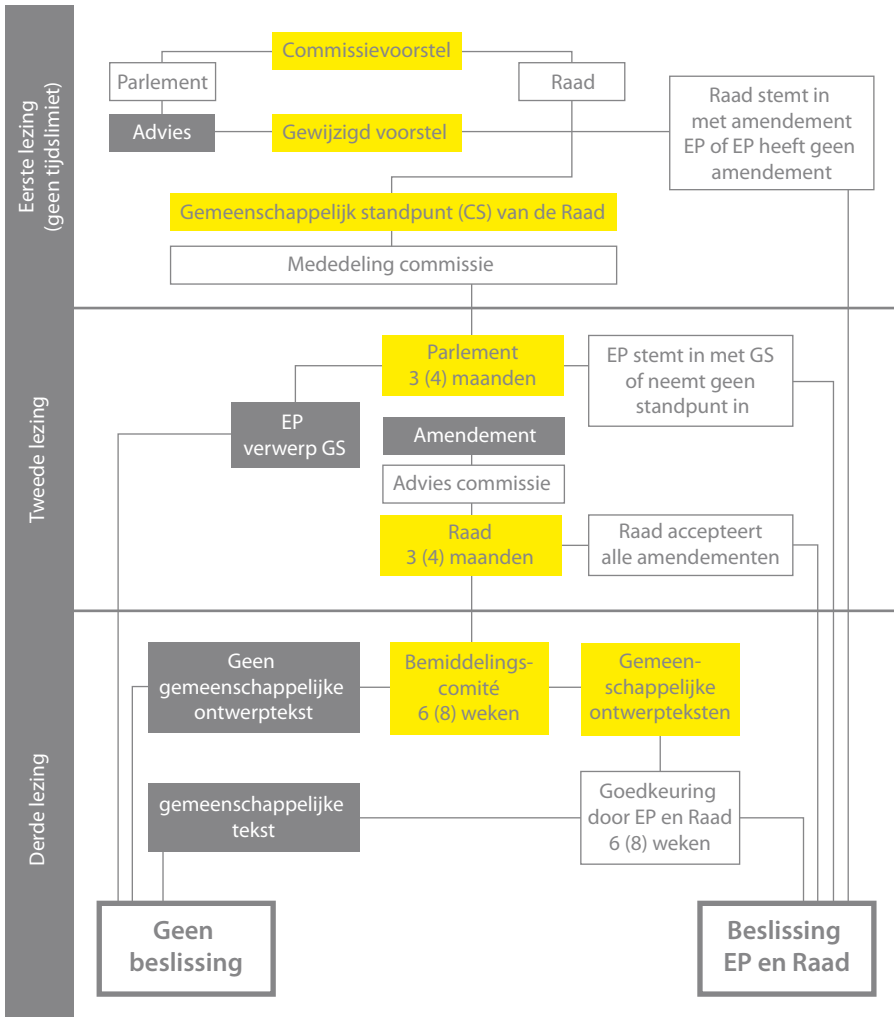 Eerste lezing
(geen tijdslimiet)
Commissievoorstel
Parlement
Raad
Advies
Gewijzigd voorstel
Raad stemt in
met amendement
EP of EP heeft geen
amendement
Gemeenschappelijk standpunt (CS) van de Raad
Mededeling commissie
Tweede lezing
Parlement
3 (4) maanden
EP stemt in met GS
of neemt geen
standpunt in
EP
verwerp GS
Amendement
Advies commissie
Raad
3 (4) maanden
Raad accepteert
alle amendementen
Derde lezing
Geen
gemeenschappelijke
ontwerptekst
Bemiddelings-
comité
6 (8) weken
Gemeen-
schappelijke
ontwerpteksten
gemeenschappelijke
tekst
Goedkeuring
door EP en Raad
6 (8) weken
Geen
beslissing
Beslissing
EP en Raad